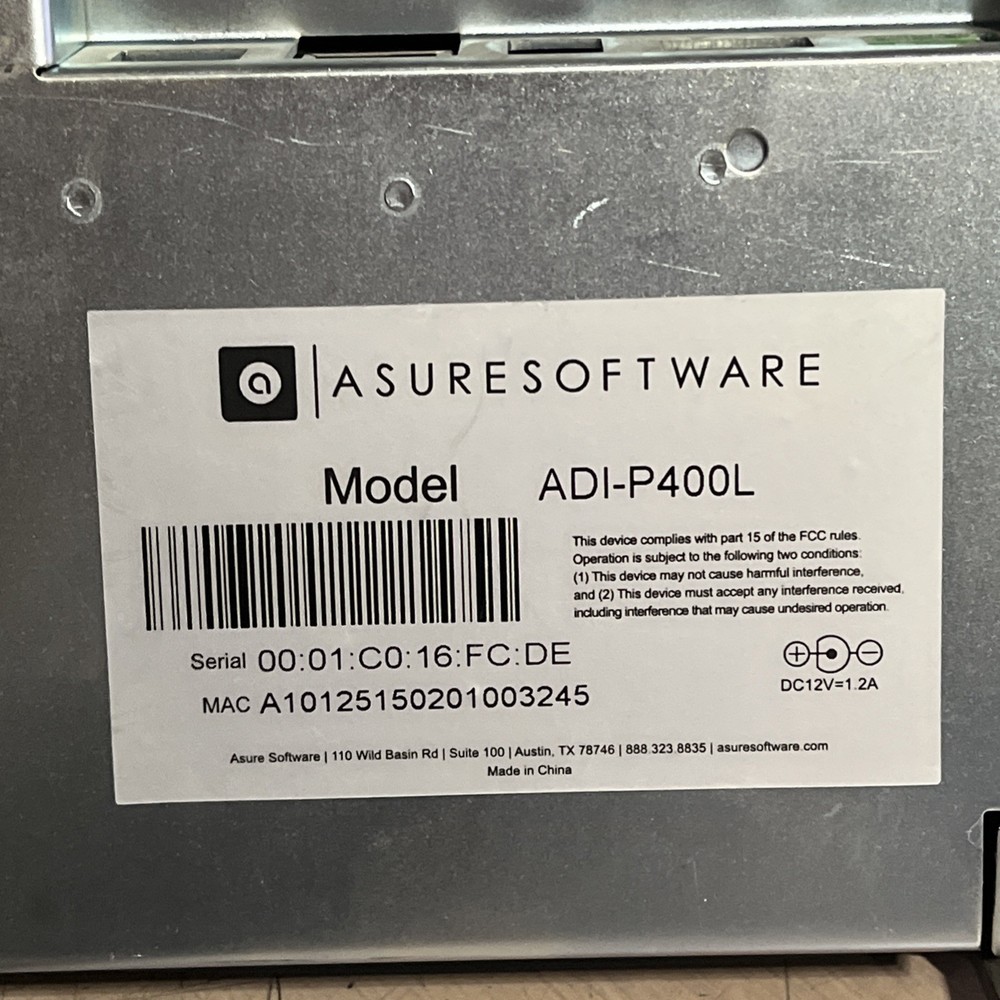 a | ASURESOFTWARE
Model ADI-P400L
This device complies with part 15 of the FCC rules.
Operation is subject to the following two conditions:
(1) This device may not cause harmful interference,
and (2) This device must accept any interference received,
including interference that may cause undesired operation.
Serial 00:01:C0:16:FC:DE
MAC A10125150201003245
DC12V=1.2A
Asure Software | 110 Wild Basin Rd | Suite 100 | Austin, TX 78746 | 888.323.8835 | asuresoftware.com
Made in China